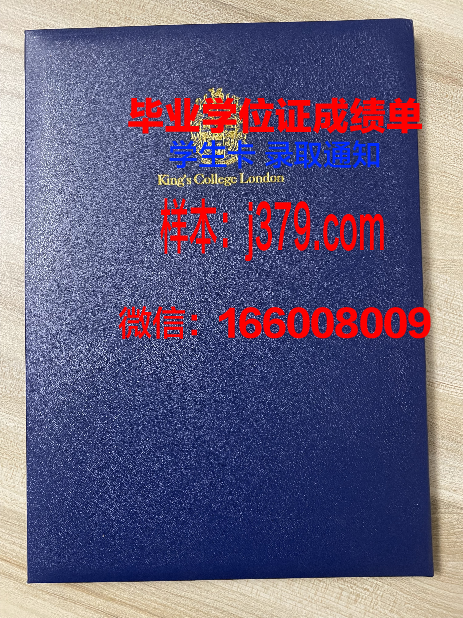 毕业学位证成绩单
学生卡 录取通知
King's College London
样本：j379.com
微信：166008009